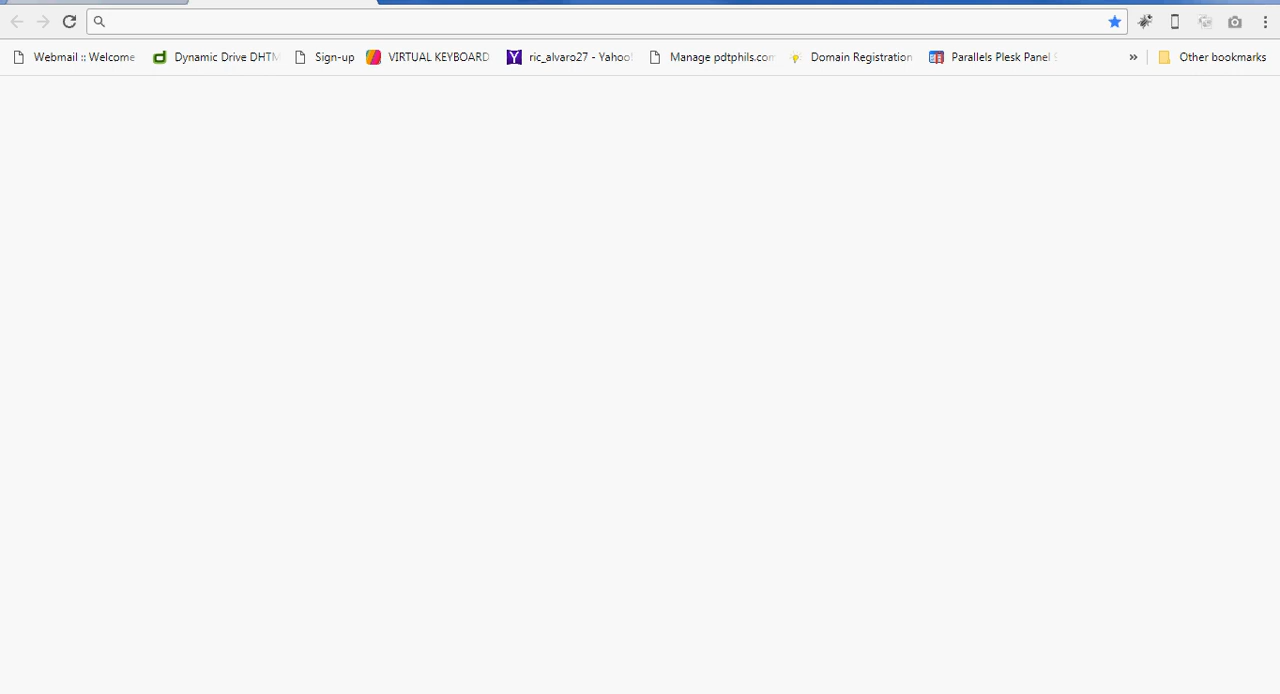 Webmail :: Welcome Dynamic Drive DHTM Sign-up VIRTUAL KEYBOARD ric_alvaro27 - Yahoo! Manage pdtphils.com Domain Registration Parallels Plesk Panel » Other bookmarks